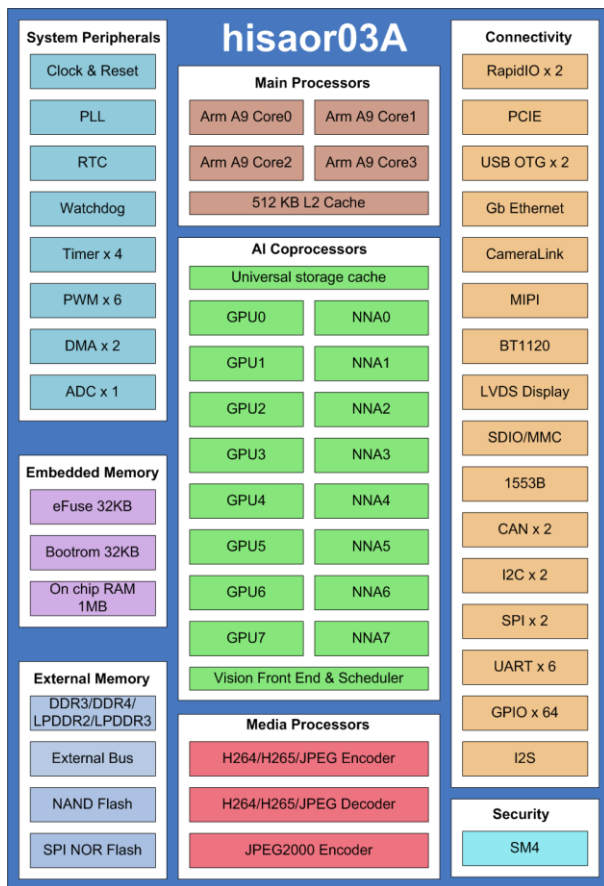 System Peripherals
Clock & Reset
PLL
RTC
Watchdog
Timer x 4
PWM x 6
DMA x 2
ADC x 1
Embedded Memory
eFuse 32KB
Bootrom 32KB
On chip RAM
1MB
External Memory
DDR3/DDR4/
LPDDR2/LPDDR3
External Bus
NAND Flash
SPI NOR Flash
hisaor03A
Main Processors
Arm A9 Core0
Arm A9 Core1
Arm A9 Core2
Arm A9 Core3
512 KB L2 Cache
AI Coprocessors
Universal storage cache
GPU0
NNA0
GPU1
NNA1
GPU2
NNA2
GPU3
NNA3
GPU4
NNA4
GPU5
NNA5
GPU6
NNA6
GPU7
NNA7
Vision Front End & Scheduler
Media Processors
H264/H265/JPEG Encoder
H264/H265/JPEG Decoder
JPEG2000 Encoder
Connectivity
RapidIO x 2
PCIE
USB OTG x 2
Gb Ethernet
CameraLink
MIPI
BT1120
LVDS Display
SDIO/MMC
1553B
CAN x 2
I2C x 2
SPI x 2
UART x 6
GPIO x 64
I2S
Security
SM4